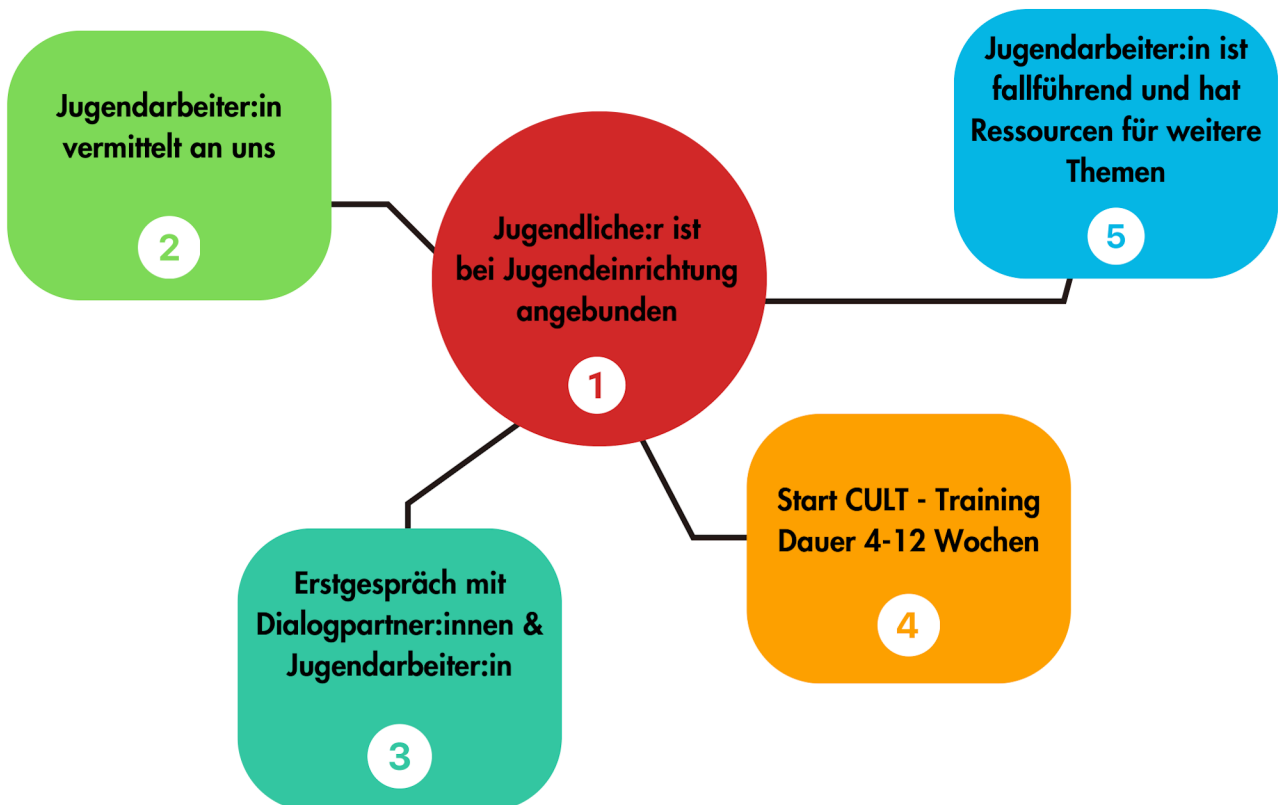 Jugendliche:r ist
bei Jugendeinrichtung
angebunden
1
Jugendarbeiter:in
vermittelt an uns
2
Erstgespräch mit
Dialogpartner:innen &
Jugendarbeiter:in
3
Start CULT - Training
Dauer 4-12 Wochen
4
Jugendarbeiter:in ist
fallführend und hat
Ressourcen für weitere
Themen
5